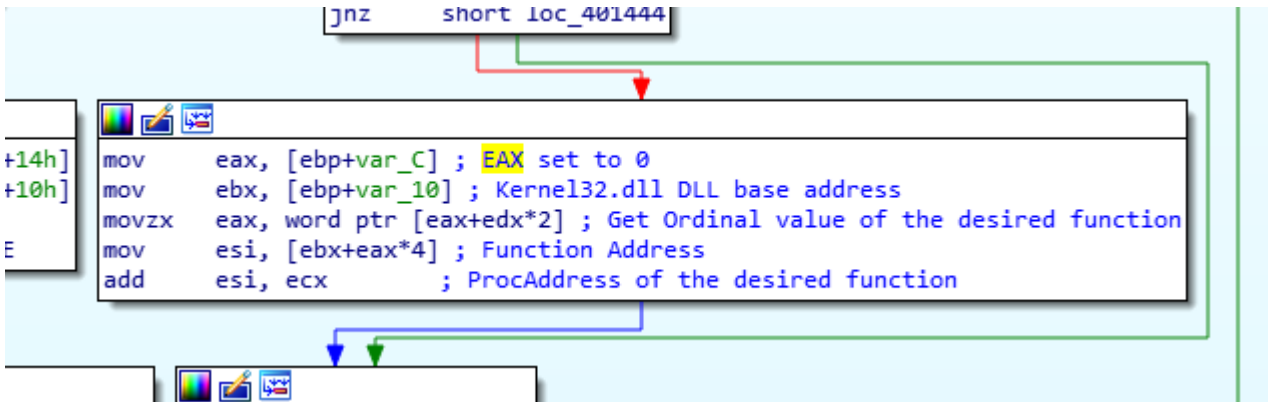 jnz short loc_401444
+14h]
+10h]
E
mov eax, [ebp+var_C] ; EAX set to 0
mov ebx, [ebp+var_10] ; Kernel32.dll DLL base address
movzx eax, word ptr [eax+edx*2] ; Get Ordinal value of the desired function
mov esi, [ebx+eax*4] ; Function Address
add esi, ecx ; ProcAddress of the desired function